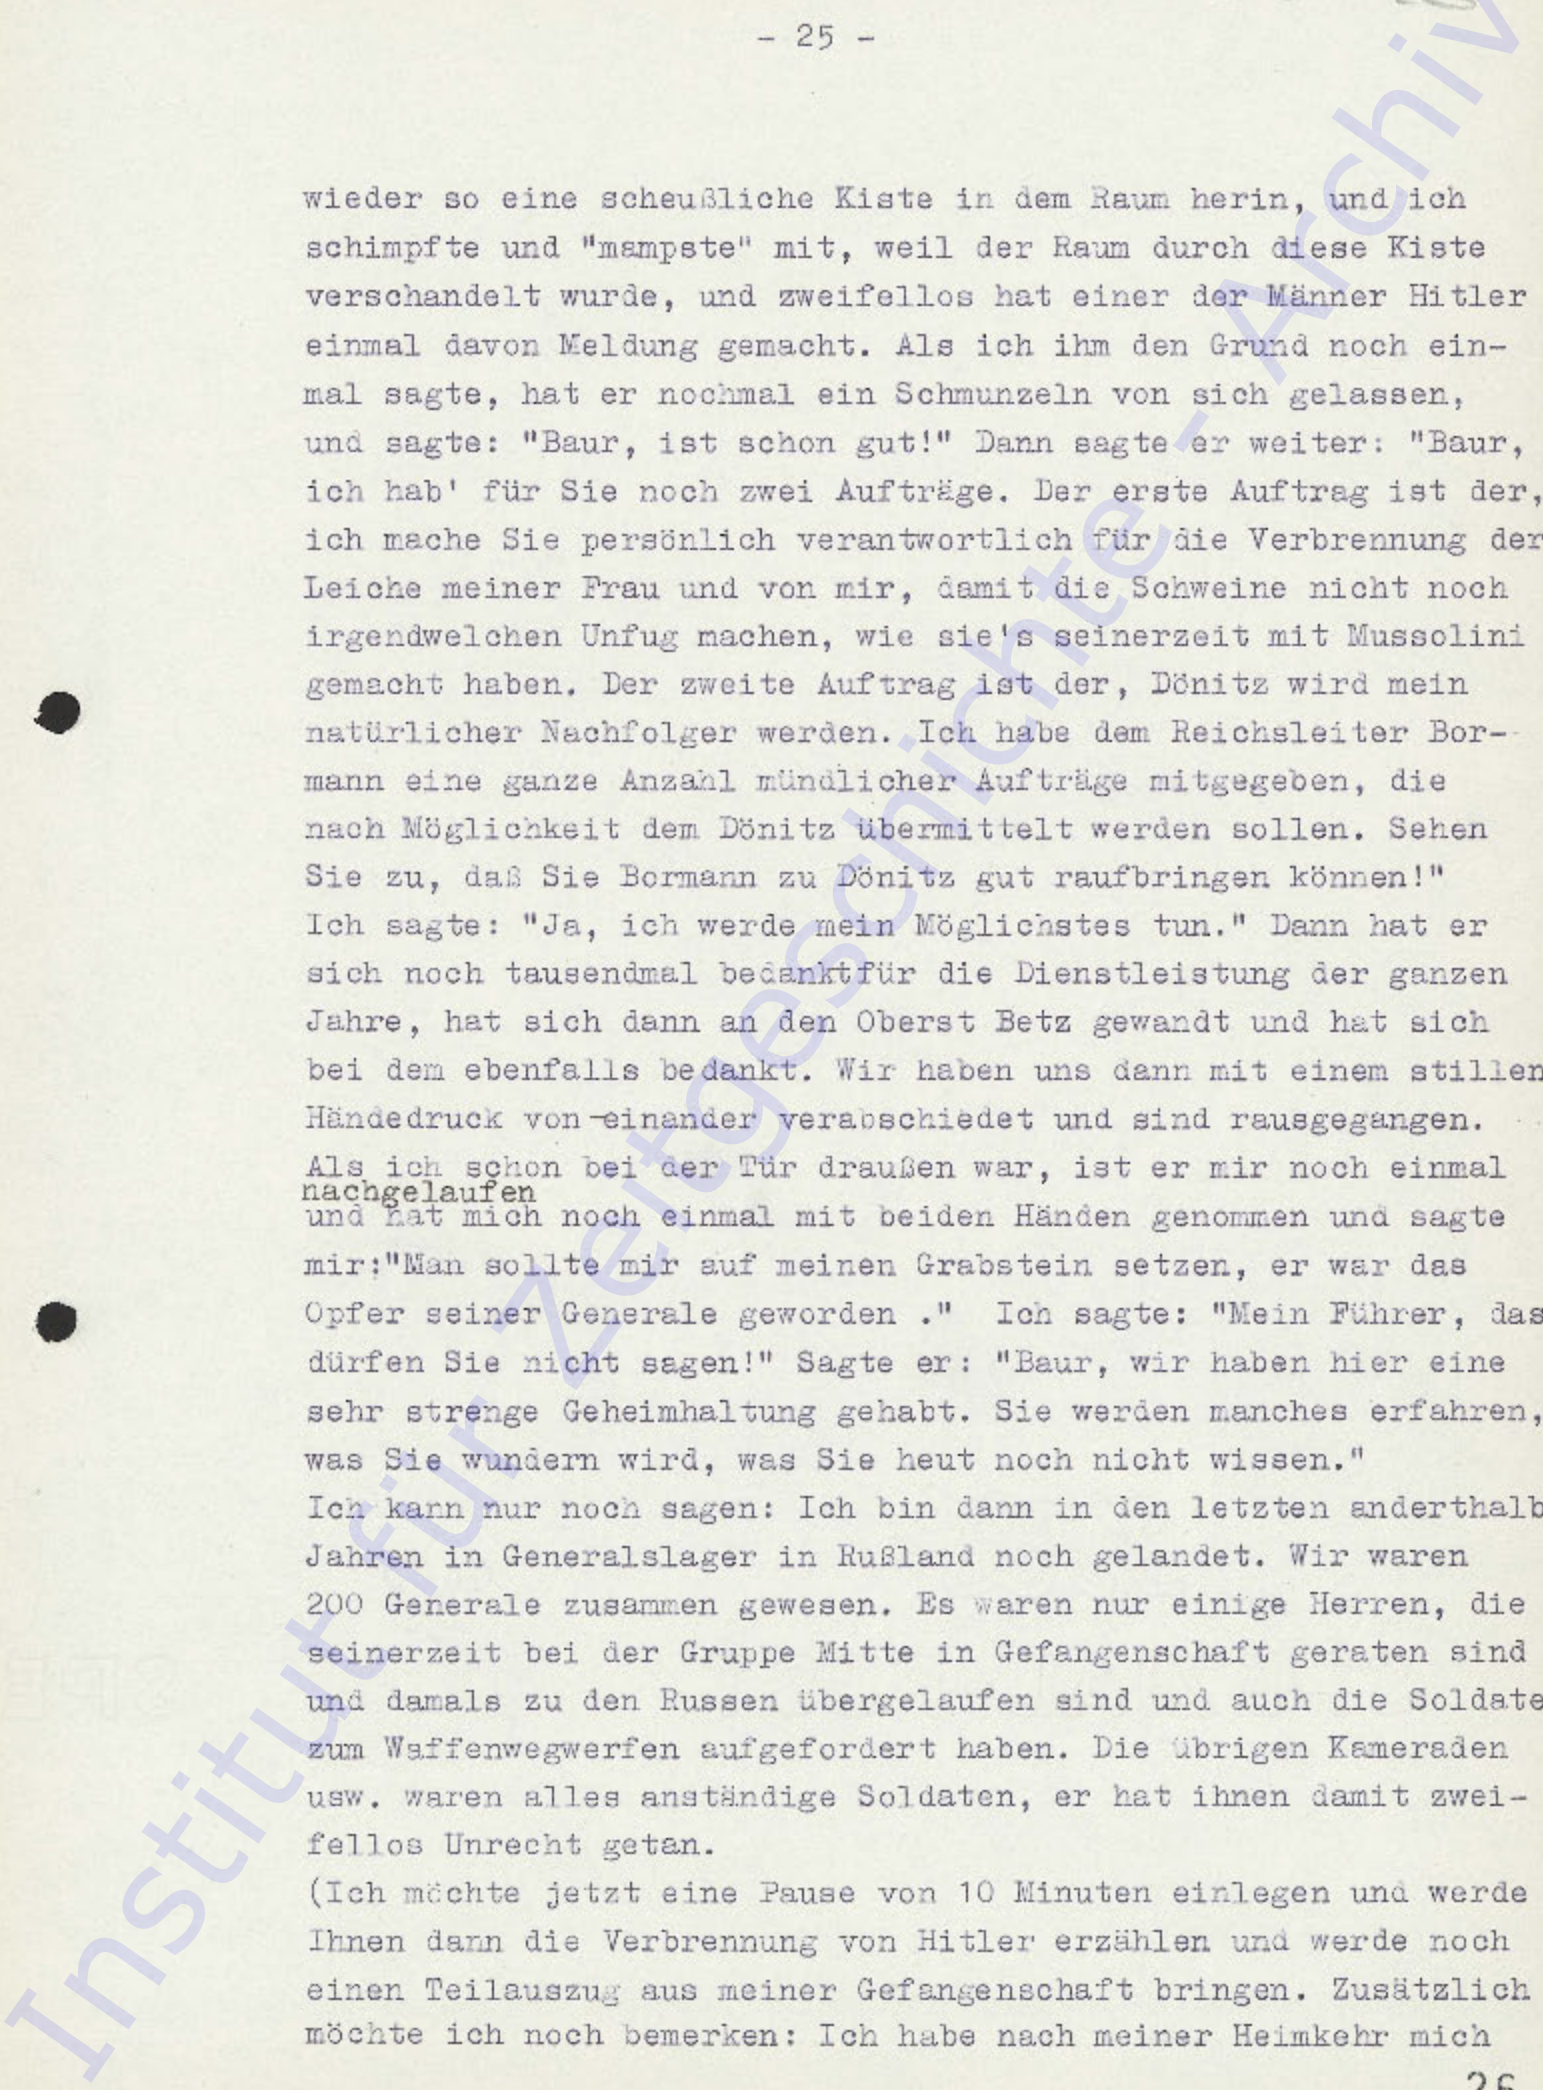 - 25 -
wieder so eine scheußliche Kiste in dem Raum herin, und ich
schimpfte und "mampste" mit, weil der Raum durch diese Kiste
verschandelt wurde, und zweifellos hat einer der Männer Hitler
einmal davon Meldung gemacht. Als ich ihm den Grund noch ein-
mal sagte, hat er nochmal ein Schmunzeln von sich gelassen,
und sagte: "Baur, ist schon gut!" Dann sagte er weiter: "Baur,
ich hab' für Sie noch zwei Aufträge. Der erste Auftrag ist der,
ich mache Sie persönlich verantwortlich für die Verbrennung der
Leiche meiner Frau und von mir, damit die Schweine nicht noch
irgendwelchen Unfug machen, wie sie's seinerzeit mit Mussolini
gemacht haben. Der zweite Auftrag ist der, Dönitz wird mein
natürlicher Nachfolger werden. Ich habe dem Reichsleiter Bor-
mann eine ganze Anzahl mündlicher Aufträge mitgegeben, die
nach Möglichkeit dem Dönitz übermittelt werden sollen. Sehen
Sie zu, daß Sie Bormann zu Dönitz gut raufbringen können!"
Ich sagte: "Ja, ich werde mein Möglichstes tun." Dann hat er
sich noch tausendmal bedanktfür die Dienstleistung der ganzen
Jahre, hat sich dann an den Oberst Betz gewandt und hat sich
bei dem ebenfalls bedankt. Wir haben uns dann mit einem stillen
Händedruck von-einander verabschiedet und sind rausgegangen.
Als ich schon bei der Tür draußen war, ist er mir noch einmal
nachgelaufen
und hat mich noch einmal mit beiden Händen genommen und sagte
mir:"Man sollte mir auf meinen Grabstein setzen, er war das
Opfer seiner Generale geworden ." Ich sagte: "Mein Führer, das
dürfen Sie nicht sagen!" Sagte er: "Baur, wir haben hier eine
sehr strenge Geheimhaltung gehabt. Sie werden manches erfahren,
was Sie wundern wird, was Sie heut noch nicht wissen."
Ich kann nur noch sagen: Ich bin dann in den letzten anderthalb
Jahren in Generalslager in Rußland noch gelandet. Wir waren
200 Generale zusammen gewesen. Es waren nur einige Herren, die
seinerzeit bei der Gruppe Mitte in Gefangenschaft geraten sind
und damals zu den Russen übergelaufen sind und auch die Soldate
zum Waffenwegwerfen aufgefordert haben. Die übrigen Kameraden
usw. waren alles anständige Soldaten, er hat ihnen damit zwei-
fellos Unrecht getan.
(Ich möchte jetzt eine Pause von 10 Minuten einlegen und werde
Ihnen dann die Verbrennung von Hitler erzählen und werde noch
einen Teilauszug aus meiner Gefangenschaft bringen. Zusätzlich
möchte ich noch bemerken: Ich habe nach meiner Heimkehr mich
26
Institut für Zeitgeschichte - Archiv